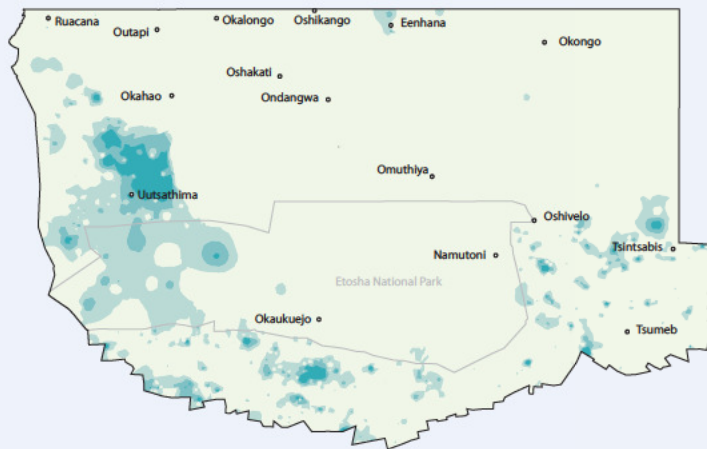 Ruacana
Outapi
Okalongo
Oshikango
Eenhana
Okongo
Oshakati
Okahao
Ondangwa
Omuthiya
Uutsathima
Oshivelo
Tsintsabis
Namutoni
Etosha National Park
Okaukuejo
Tsumeb